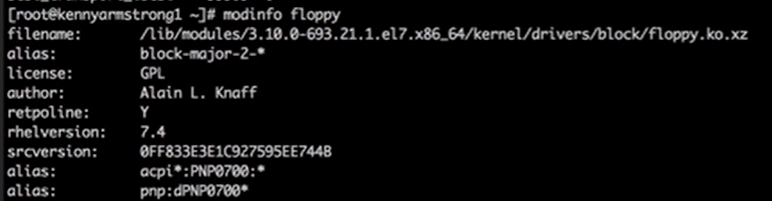 [root@kennyarmstrong1 ~]# modinfo floppy
filename: /lib/modules/3.10.0-693.21.1.el7.x86_64/kernel/drivers/block/floppy.ko.xz
alias: block-major-2-*
license: GPL
author: Alain L. Knaff
retpoline: Y
rhelversion: 7.4
srcversion: 0FF833E3E1C927595EE744B
alias: acpi*:PNP0700:*
alias: pnp:dPNP0700*